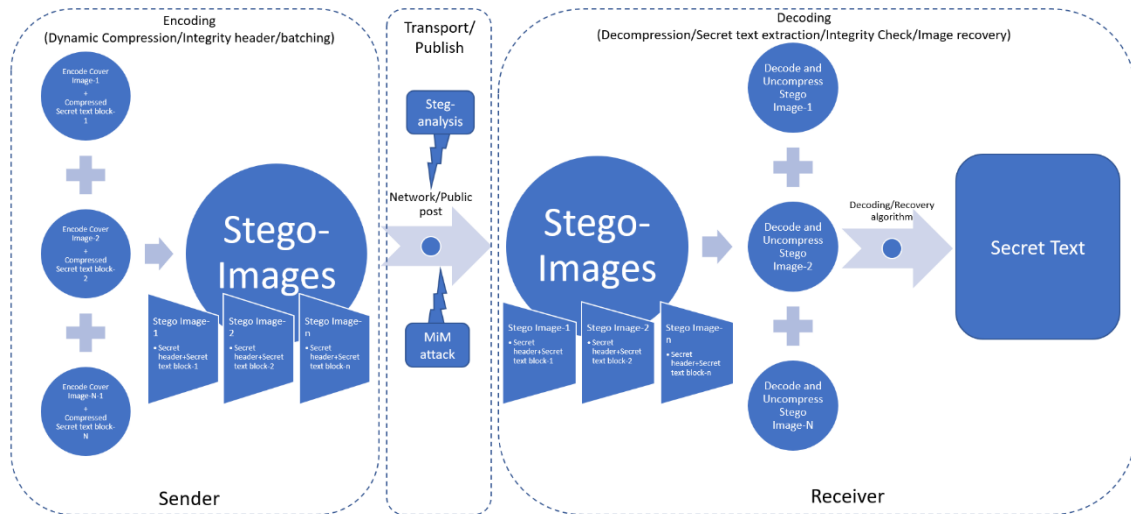 Encoding
(Dynamic Compression/Integrity header/batching)
Encode Cover
Image-1
+
Compressed
Secret text block-
1
Encode Cover
Image-2
+
Compressed
Secret text block-
2
Encode Cover
Image-N-1
+
Compressed
Secret text block-
N
Stego-
Images
Stego Image-
1
• Secret
header+Secret
text block-1
Stego Image-
2
• Secret
header+Secret
text block-2
Stego Image-
n
• Secret
header+Secret
text block-n
Sender
Transport/
Publish
Steg-
analysis
Network/Public
post
MiM
attack
Decoding
(Decompression/Secret text extraction/Integrity Check/Image recovery)
Stego-
Images
Stego Image-1
• Secret
header+Secret
text block-1
Stego Image-2
• Secret
header+Secret
text block-2
Stego Image-
n
• Secret
header+Secret
text block-n
Decode and
Uncompress
Stego
Image-1
Decode and
Uncompress
Stego
Image-2
Decode and
Uncompress
Stego
Image-N
Decoding/Recovery
algorithm
Secret Text
Receiver